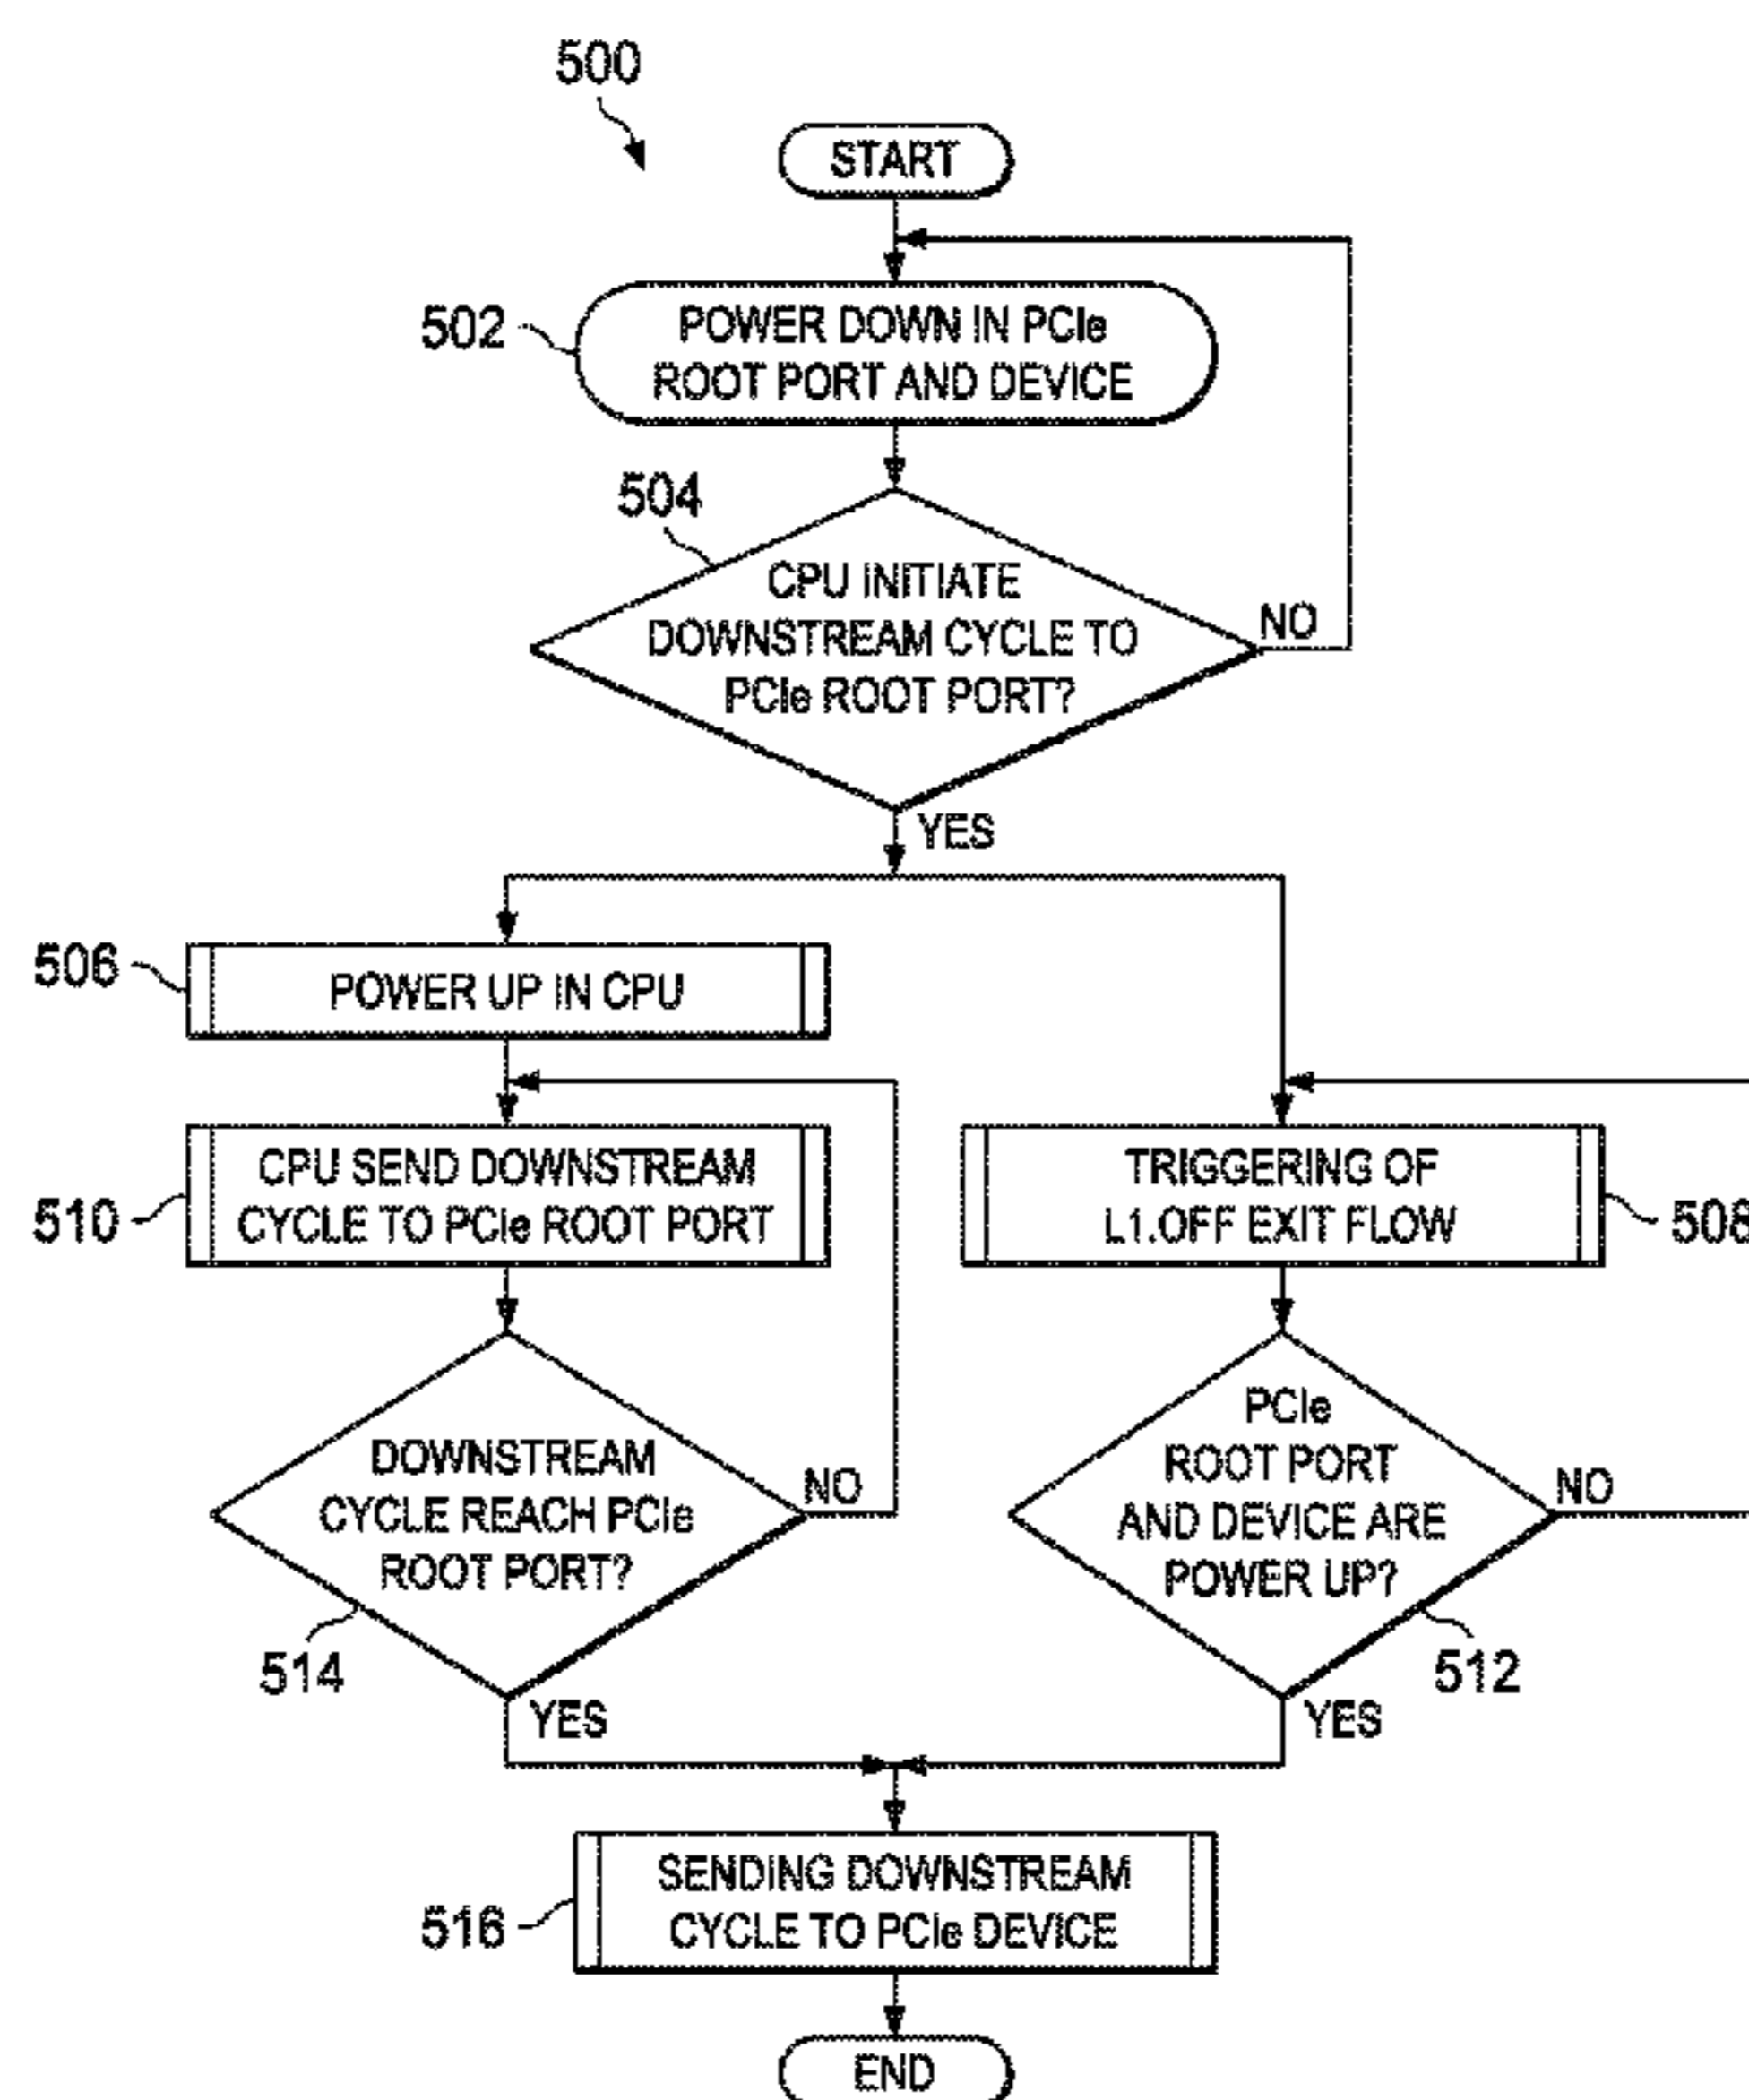 500
START
502
POWER DOWN IN PCIe
ROOT PORT AND DEVICE
504
CPU INITIATE
DOWNSTREAM CYCLE TO
PCIe ROOT PORT?
NO
YES
506
POWER UP IN CPU
510
CPU SEND DOWNSTREAM
CYCLE TO PCIe ROOT PORT
TRIGGERING OF
L1.OFF EXIT FLOW
508
DOWNSTREAM
CYCLE REACH PCIe
ROOT PORT?
NO
514
YES
PCIe
ROOT PORT
AND DEVICE ARE
POWER UP?
NO
512
YES
516
SENDING DOWNSTREAM
CYCLE TO PCIe DEVICE
END